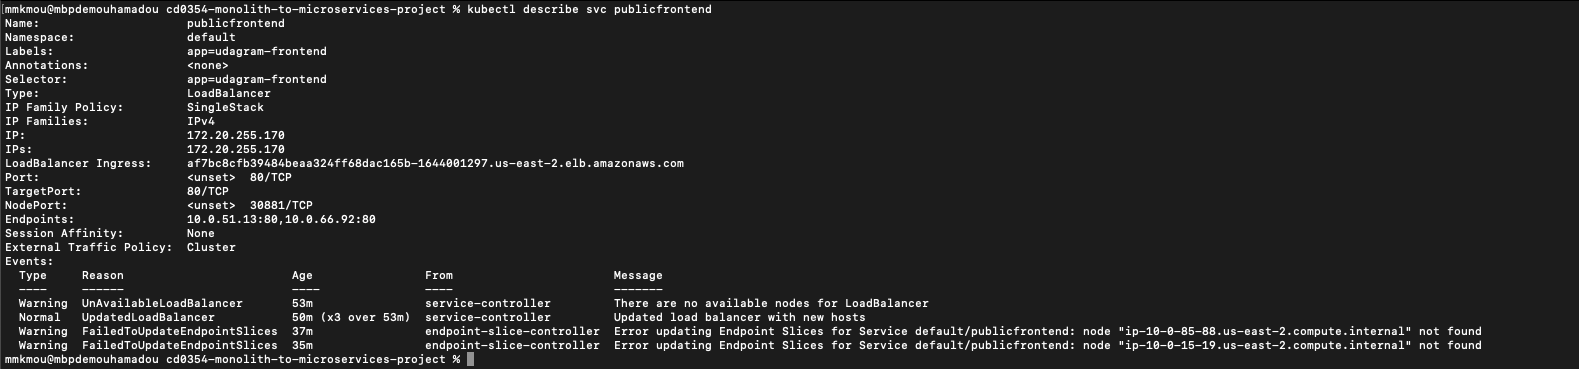 mmkmou@mbpdemouhamadou cd0354-monolith-to-microservices-project % kubectl describe svc publicfrontend
Name:                     publicfrontend
Namespace:                default
Labels:                   app=udagram-frontend
Annotations:              <none>
Selector:                 app=udagram-frontend
Type:                     LoadBalancer
IP Family Policy:         SingleStack
IP Families:              IPv4
IP:                       172.20.255.170
IPs:                      172.20.255.170
LoadBalancer Ingress:     af7bc8cfb39484beaa324ff68dac165b-1644001297.us-east-2.elb.amazonaws.com
Port:                     <unset>  80/TCP
TargetPort:               80/TCP
NodePort:                 <unset>  30881/TCP
Endpoints:                10.0.51.13:80,10.0.66.92:80
Session Affinity:         None
External Traffic Policy:  Cluster
Events:
  Type     Reason                        Age                 From                       Message
  ----     ------                        ----                ----                       -------
  Warning  UnAvailableLoadBalancer       53m                 service-controller         There are no available nodes for LoadBalancer
  Normal   UpdatedLoadBalancer           50m (x3 over 53m)   service-controller         Updated load balancer with new hosts
  Warning  FailedToUpdateEndpointSlices  37m                 endpoint-slice-controller  Error updating Endpoint Slices for Service default/publicfrontend: node "ip-10-0-85-88.us-east-2.compute.internal" not found
  Warning  FailedToUpdateEndpointSlices  35m                 endpoint-slice-controller  Error updating Endpoint Slices for Service default/publicfrontend: node "ip-10-0-15-19.us-east-2.compute.internal" not found
mmkmou@mbpdemouhamadou cd0354-monolith-to-microservices-project %